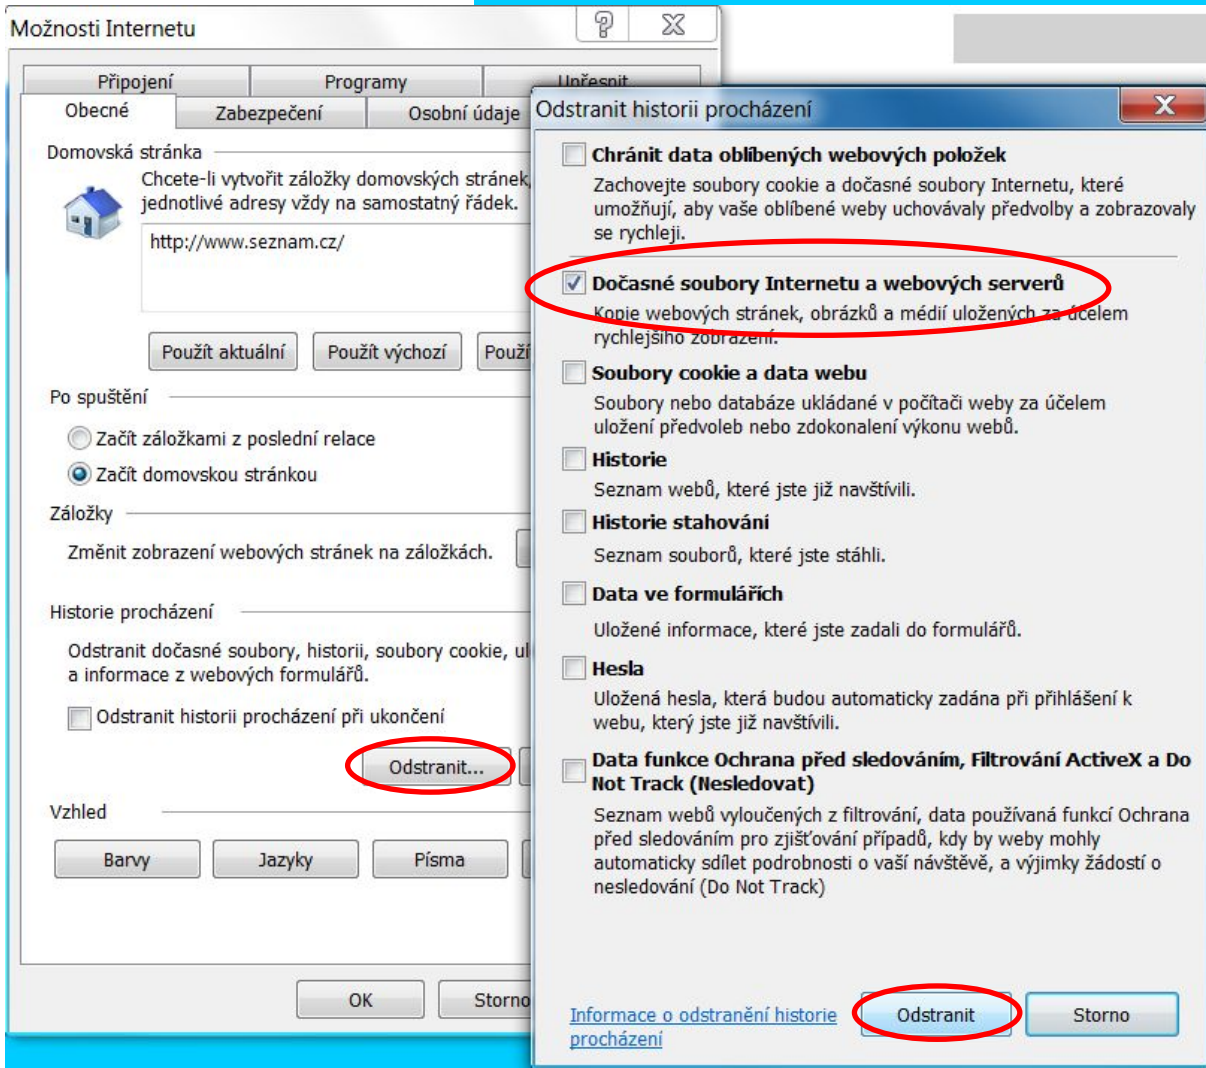 Možnosti Internetu
Připojení
Programy
Upřesnit
Obecné
Zabezpečení
Osobní údaje
Domovská stránka
Chcete-li vytvořit záložky domovských stránek,
jednotlivé adresy vždy na samostatný řádek.
http://www.seznam.cz/
Použít aktuální
Použít výchozí
Použí
Po spuštění
Začít záložkami z poslední relace
Začít domovskou stránkou
Záložky
Změnit zobrazení webových stránek na záložkách.
Historie procházení
Odstranit dočasné soubory, historii, soubory cookie, ul
a informace z webových formulářů.
Odstranit historii procházení při ukončení
Odstranit...
Vzhled
Barvy
Jazyky
Písma
OK
Storno
Odstranit historii procházení
Chránit data oblíbených webových položek
Zachovejte soubory cookie a dočasné soubory Internetu, které
umožňují, aby vaše oblíbené weby uchovávaly předvolby a zobrazovaly
se rychleji.
Dočasné soubory Internetu a webových serverů
Kopie webových stránek, obrázků a médií uložených za účelem
rychlejšího zobrazení.
Soubory cookie a data webu
Soubory nebo databáze ukládané v počítači weby za účelem
uložení předvoleb nebo zdokonalení výkonu webů.
Historie
Seznam webů, které jste již navštívili.
Historie stahování
Seznam souborů, které jste stáhli.
Data ve formulářích
Uložené informace, které jste zadali do formulářů.
Hesla
Uložená hesla, která budou automaticky zadána při přihlášení k
webu, který jste již navštívili.
Data funkce Ochrana před sledováním, Filtrování ActiveX a Do
Not Track (Nesledovat)
Seznam webů vyloučených z filtrování, data používaná funkcí Ochrana
před sledováním pro zjišťování případů, kdy by weby mohly
automaticky sdílet podrobnosti o vaší návštěvě, a výjimky žádostí o
nesledování (Do Not Track)
Informace o odstranění historie
procházení
Odstranit
Storno